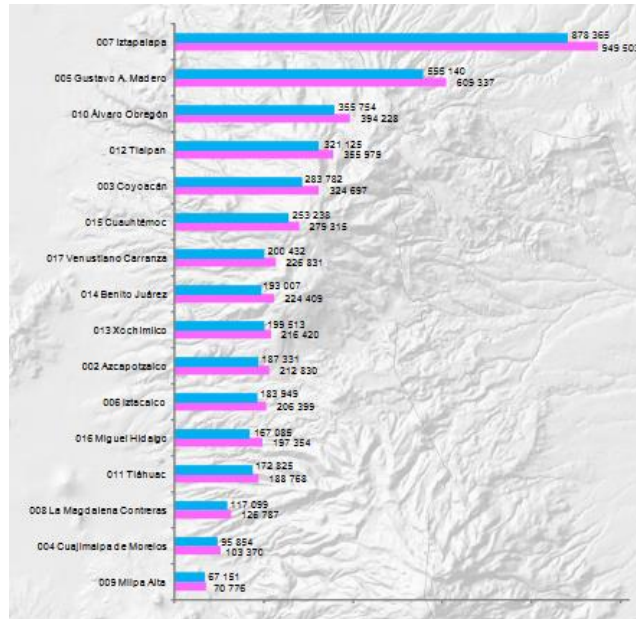 878 365
007 Iztapalapa
949 503
555 140
005 Gustavo A. Madero
609 337
355 754
010 Álvaro Obregón
394 228
321 125
012 Tlalpan
355 979
283 782
003 Coyoacán
324 697
253 238
015 Cuauhtémoc
279 315
200 432
017 Venustiano Carranza
226 831
193 007
014 Benito Juárez
224 409
199 513
013 Xochimilco
216 420
187 331
002 Azcapotzalco
212 830
183 949
006 Iztacalco
206 399
167 089
016 Miguel Hidalgo
197 354
172 825
011 Tláhuac
188 768
117 099
008 La Magdalena Contreras
126 787
95 854
004 Cuajimalpa de Morelos
103 370
67 151
009 Milpa Alta
70 776